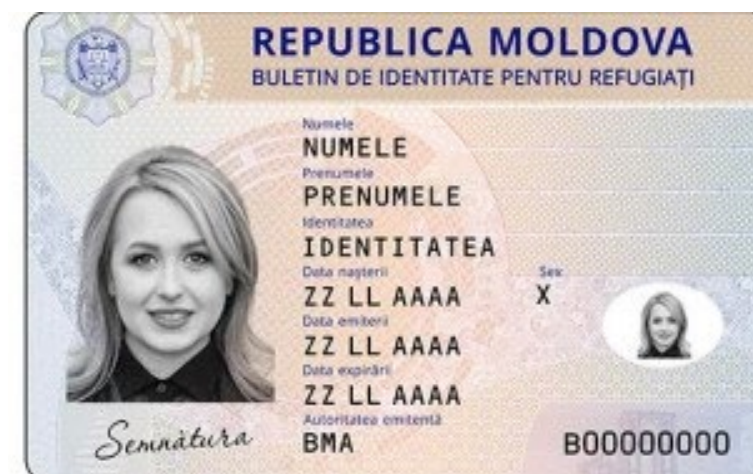 REPUBLICA MOLDOVA
BULETIN DE IDENTITATE PENTRU REFUGIAȚI
Numele
NUMELE
Prenumele
PRENUMELE
Identitatea
IDENTITATEA
Data nașterii Sex
ZZ LL AAAA X
Data emiterii
ZZ LL AAAA
Data expirării
ZZ LL AAAA
Autoritatea emitentă
Semnătura BMA B00000000